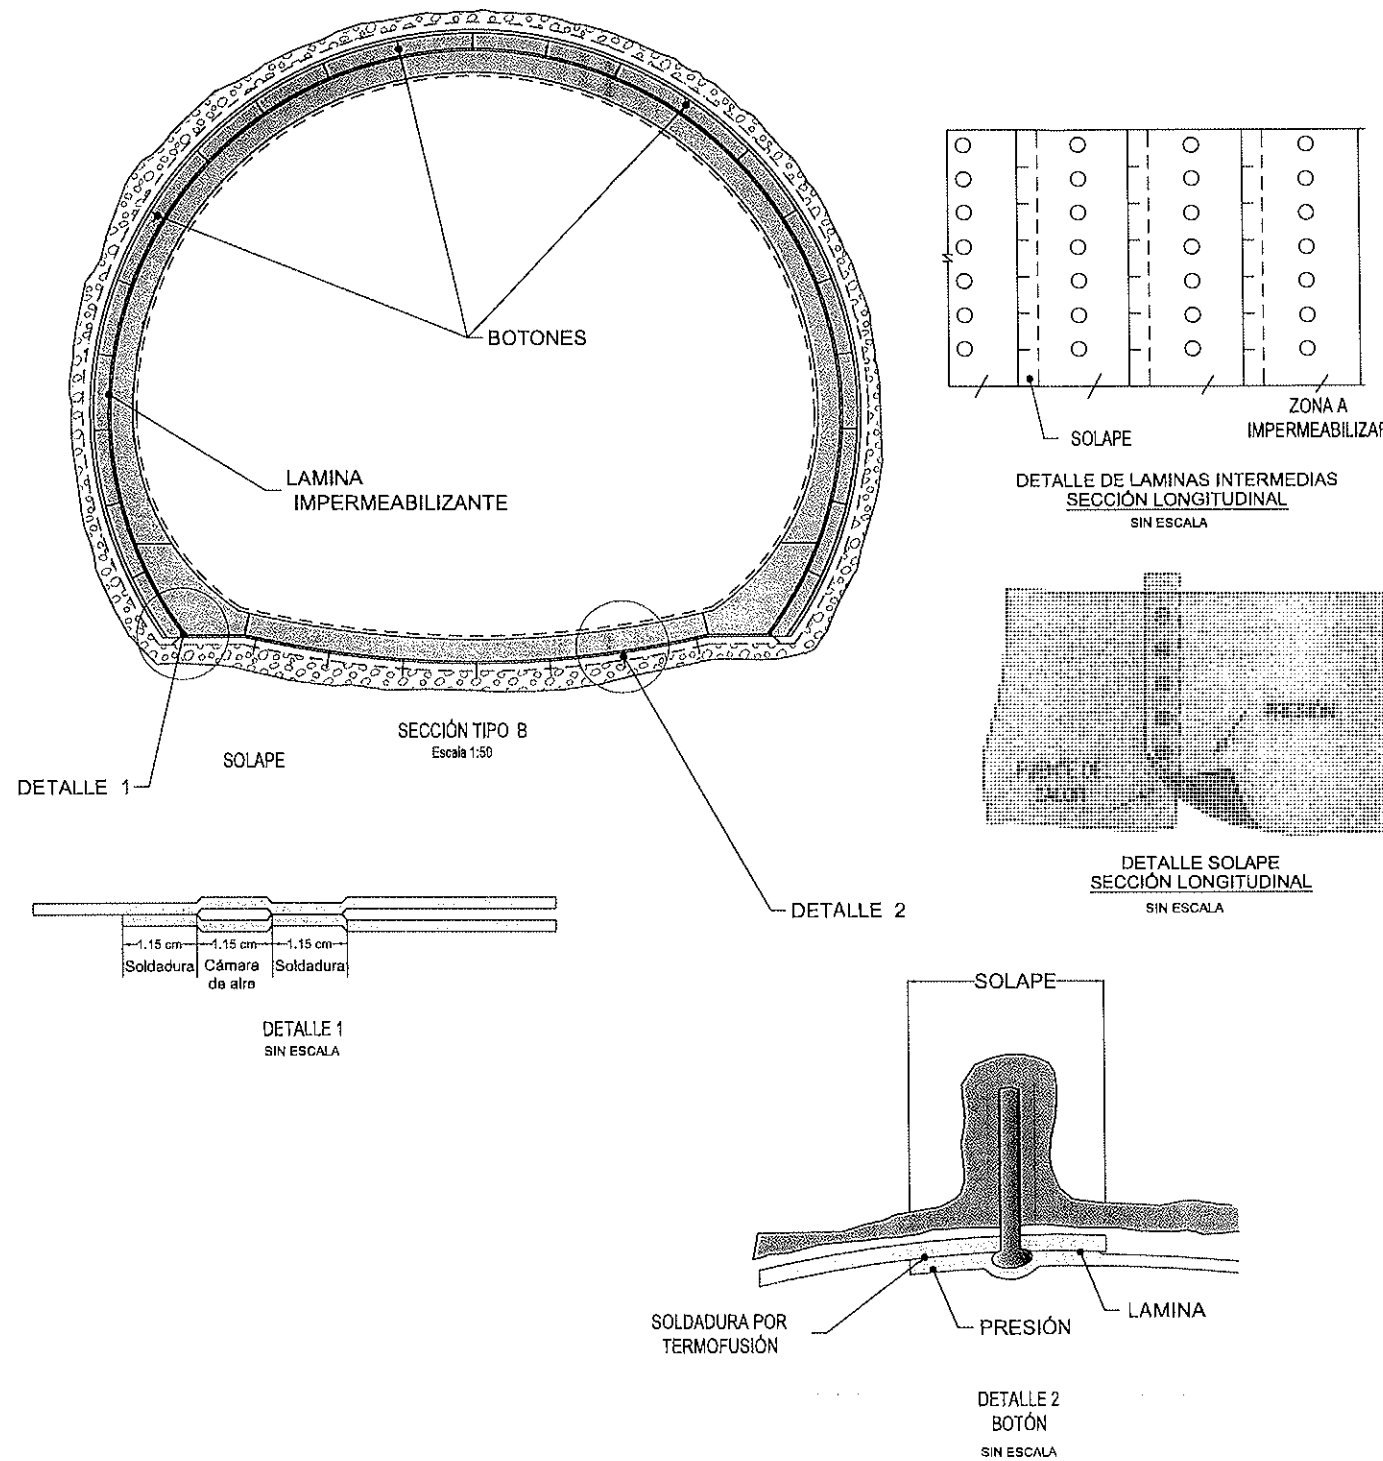 BOTONES
LAMINA
IMPERMEABILIZANTE
SOLAPE
ZONA A
IMPERMEABILIZAR
DETALLE DE LAMINAS INTERMEDIAS
SECCIÓN LONGITUDINAL
SIN ESCALA
SECCIÓN TIPO B
Escala 1:50
SOLAPE
DETALLE 1
DETALLE SOLAPE
SECCIÓN LONGITUDINAL
SIN ESCALA
DETALLE 2
1.15 cm 1.15 cm 1.15 cm
Soldadura Cámara Soldadura
de aire
DETALLE 1
SIN ESCALA
SOLAPE
SOLDADURA POR
TERMOFUSIÓN
PRESIÓN
LAMINA
DETALLE 2
BOTÓN
SIN ESCALA